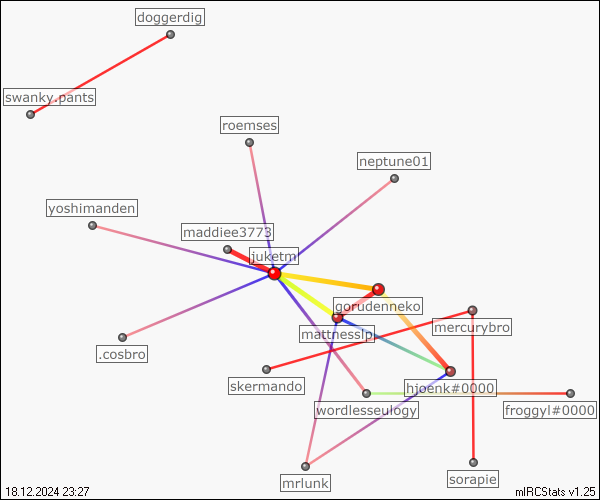 doggerdig
swanky.pants
roemses
neptune01
yoshimanden
maddiee3773
juketm
gorudenneko
mattnesslp
mercurybro
.cosbro
skermando
hjoenk#0000
wordlesseulogy
froggyl#0000
mrlunk
sorapie
18.12.2024 23:27
mIRCStats v1.25